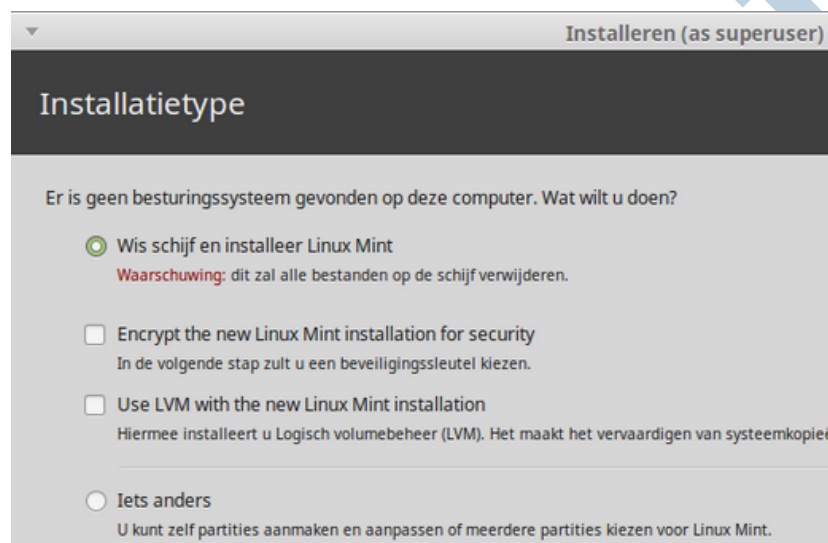 Installeren (as superuser)
Installatietype
Er is geen besturingssysteem gevonden op deze computer. Wat wilt u doen?
Wis schijf en installeer Linux Mint
Waarschuwing: dit zal alle bestanden op de schijf verwijderen.
Encrypt the new Linux Mint installation for security
In de volgende stap zult u een beveiligingssleutel kiezen.
Use LVM with the new Linux Mint installation
Hiermee installeert u Logisch volumebeheer (LVM). Het maakt het vervaardigen van
Iets anders
U kunt zelf partities aanmaken en aanpassen of meerdere partities kiezen voor Linux Mint.